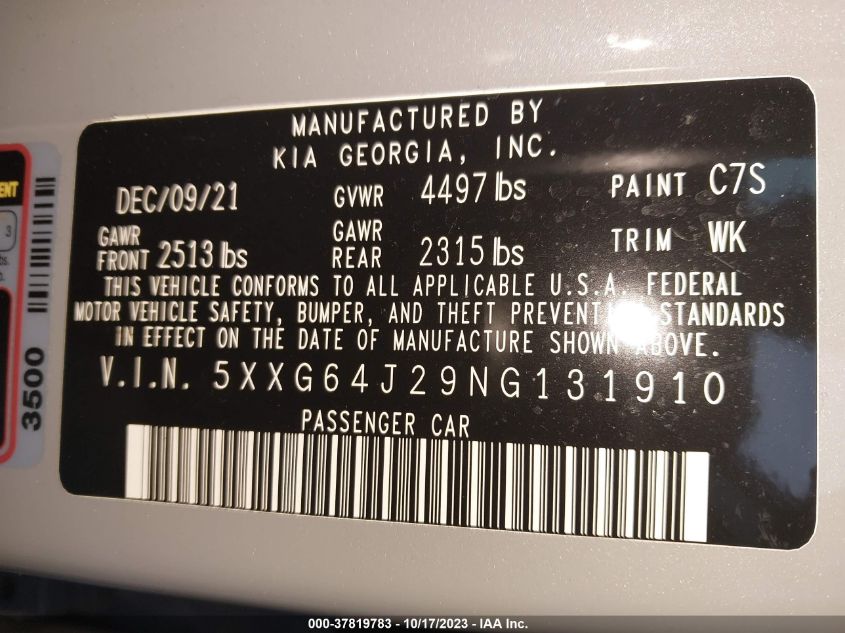 MANUFACTURED BY
KIA GEORGIA, INC.
DEC/09/21 GVWR 4497 lbs PAINT C7S
GAWR FRONT 2513 lbs GAWR REAR 2315 lbs TRIM WK
THIS VEHICLE CONFORMS TO ALL APPLICABLE U.S.A. FEDERAL
MOTOR VEHICLE SAFETY, BUMPER, AND THEFT STANDARDS
IN EFFECT ON THE DATE OF MANUFACTURE SHOWN ABOVE.
V.I.N. 5XXG64J29NG131910
PASSENGER CAR
3500
3
000-37819783 - 10/17/2023 - IAA Inc.